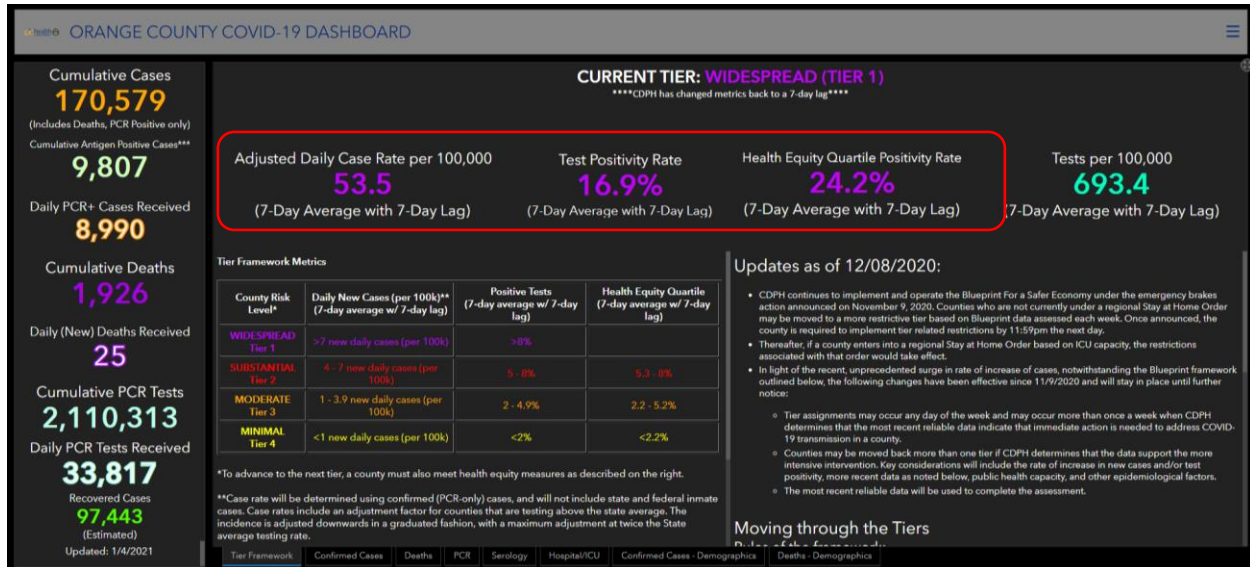 ORANGE COUNTY COVID-19 DASHBOARD
Cumulative Cases
170,579
(Includes Deaths, PCR Positive only)
Cumulative Antigen Positive Cases***
9,807
Daily PCR+ Cases Received
8,990
Cumulative Deaths
1,926
Daily (New) Deaths Received
25
Cumulative PCR Tests
2,110,313
Daily PCR Tests Received
33,817
Recovered Cases
97,443
(Estimated)
Updated: 1/4/2021
CURRENT TIER: WIDESPREAD (TIER 1)
****CDPH has changed metrics back to a 7-day lag****
Adjusted Daily Case Rate per 100,000
53.5
(7-Day Average with 7-Day Lag)
Test Positivity Rate
16.9%
(7-Day Average with 7-Day Lag)
Health Equity Quartile Positivity Rate
24.2%
(7-Day Average with 7-Day Lag)
Tests per 100,000
693.4
(7-Day Average with 7-Day Lag)
Tier Framework Metrics
County Risk
Level*
Daily New Cases (per 100k)**
(7-day average w/ 7-day lag)
Positive Tests
(7-day average w/ 7-day
lag)
Health Equity Quartile
(7-day average w/ 7-day
lag)
WIDESPREAD
Tier 1
>7 new daily cases (per 100k)
>8%
SUBSTANTIAL
Tier 2
4 - 7 new daily cases (per
100k)
5 - 8%
5.3 - 8%
MODERATE
Tier 3
1 - 3.9 new daily cases (per
100k)
2 - 4.9%
2.2 - 5.2%
MINIMAL
Tier 4
<1 new daily cases (per 100k)
<2%
<2.2%
*To advance to the next tier, a county must also meet health equity measures as described on the right.
**Case rate will be determined using confirmed (PCR-only) cases, and will not include state and federal inmate
cases. Case rates include an adjustment factor for counties that are testing above the state average. The
incidence is adjusted downwards in a graduated fashion, with a maximum adjustment at twice the State
average testing rate.
Updates as of 12/08/2020:
• CDPH continues to implement and operate the Blueprint For a Safer Economy under the emergency brakes
action announced on November 9, 2020. Counties who are not currently under a regional Stay at Home Order
may be moved to a more restrictive tier based on Blueprint data assessed each week. Once announced, the
county is required to implement tier related restrictions by 11:59pm the next day.
• Thereafter, if a county enters into a regional Stay at Home Order based on ICU capacity, the restrictions
associated with that order would take effect.
• In light of the recent, unprecedented surge in rate of increase of cases, notwithstanding the Blueprint framework
outlined below, the following changes have been effective since 11/9/2020 and will stay in place until further
notice:
Tier assignments may occur any day of the week and may occur more than once a week when CDPH
determines that the most recent reliable data indicate that immediate action is needed to address COVID-
19 transmission in a county.
Counties may be moved back more than one tier if CDPH determines that the data support the more
intensive intervention. Key considerations will include the rate of increase in new cases and/or test
positivity, more recent data as noted below, public health capacity, and other epidemiological factors.
The most recent reliable data will be used to complete the assessment.
Moving through the Tiers
Rules of the framework:
Tier Framework
Confirmed Cases
Deaths
PCR
Serology
Hospital/ICU
Confirmed Cases - Demographics
Deaths - Demographics